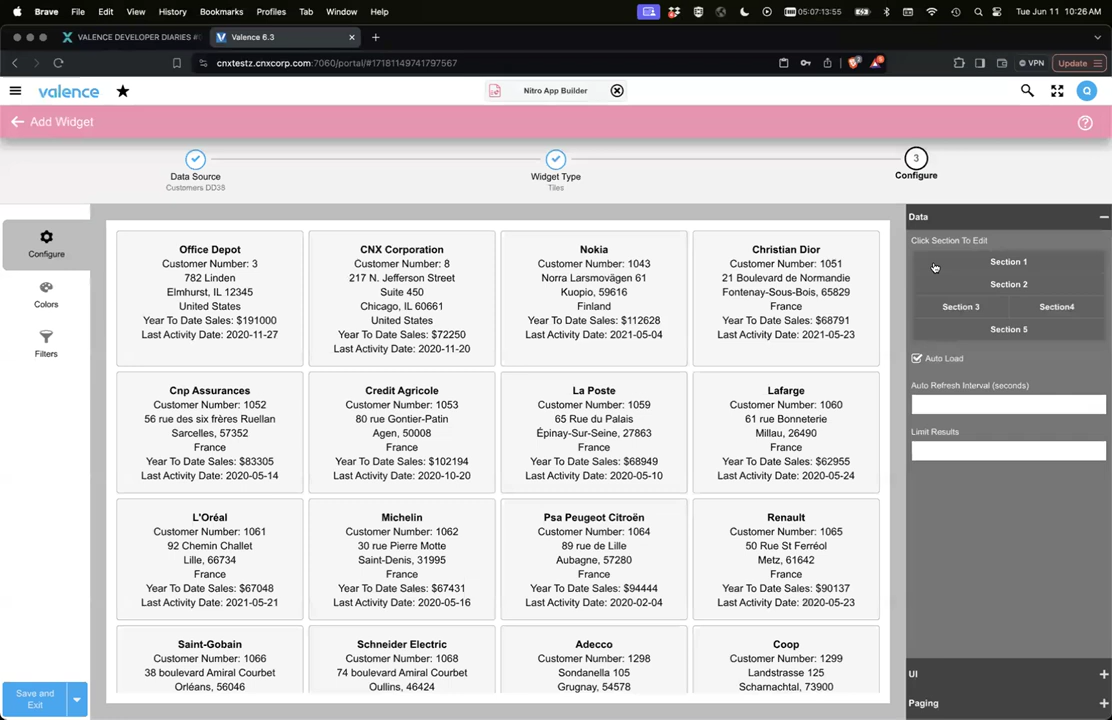 Brave File Edit View History Bookmarks Profiles Tab Window Help
05:07:13:55
Tue Jun 11 10:26 AM
VALENCE DEVELOPER DIARIES
Valence 6.3
cnxtestz.cnxcorp.com:7060/portal/#17181149741797567
VPN
Update
valence
Nitro App Builder
Q
Add Widget
Data Source
Customers DD38
Widget Type
Tiles
3
Configure
Configure
Colors
Filters
Office Depot
Customer Number: 3
782 Linden
Elmhurst, IL 12345
United States
Year To Date Sales: $191000
Last Activity Date: 2020-11-27
CNX Corporation
Customer Number: 8
217 N. Jefferson Street
Suite 450
Chicago, IL 60661
United States
Year To Date Sales: $72250
Last Activity Date: 2020-11-20
Nokia
Customer Number: 1043
Norra Larsmovägen 61
Kuopio, 59616
Finland
Year To Date Sales: $112628
Last Activity Date: 2021-05-04
Christian Dior
Customer Number: 1051
21 Boulevard de Normandie
Fontenay-Sous-Bois, 65829
France
Year To Date Sales: $68791
Last Activity Date: 2021-05-23
Cnp Assurances
Customer Number: 1052
56 rue des six frères Ruellan
Sarcelles, 57352
France
Year To Date Sales: $83305
Last Activity Date: 2020-05-14
Credit Agricole
Customer Number: 1053
80 rue Gontier-Patin
Agen, 50008
France
Year To Date Sales: $102194
Last Activity Date: 2020-10-20
La Poste
Customer Number: 1059
65 Rue du Palais
Épinay-Sur-Seine, 27863
France
Year To Date Sales: $68949
Last Activity Date: 2020-05-10
Lafarge
Customer Number: 1060
61 rue Bonneterie
Millau, 26490
France
Year To Date Sales: $62955
Last Activity Date: 2020-05-24
L'Oréal
Customer Number: 1061
92 Chemin Challet
Lille, 66734
France
Year To Date Sales: $67048
Last Activity Date: 2021-05-21
Michelin
Customer Number: 1062
30 rue Pierre Motte
Saint-Denis, 31995
France
Year To Date Sales: $67431
Last Activity Date: 2020-05-16
Psa Peugeot Citroën
Customer Number: 1064
89 rue de Lille
Aubagne, 57280
France
Year To Date Sales: $94444
Last Activity Date: 2020-02-04
Renault
Customer Number: 1065
50 Rue St Ferréol
Metz, 61642
France
Year To Date Sales: $90137
Last Activity Date: 2020-05-23
Saint-Gobain
Customer Number: 1066
38 boulevard Amiral Courbet
Orléans, 56046
Schneider Electric
Customer Number: 1068
74 boulevard Amiral Courbet
Oullins, 46424
Adecco
Customer Number: 1298
Sondanella 105
Grugnay, 54578
Coop
Customer Number: 1299
Landstrasse 125
Scharnachtal, 73900
Data
Click Section To Edit
Section 1
Section 2
Section 3 Section4
Section 5
Auto Load
Auto Refresh Interval (seconds)
Limit Results
UI
Paging
Save and
Exit